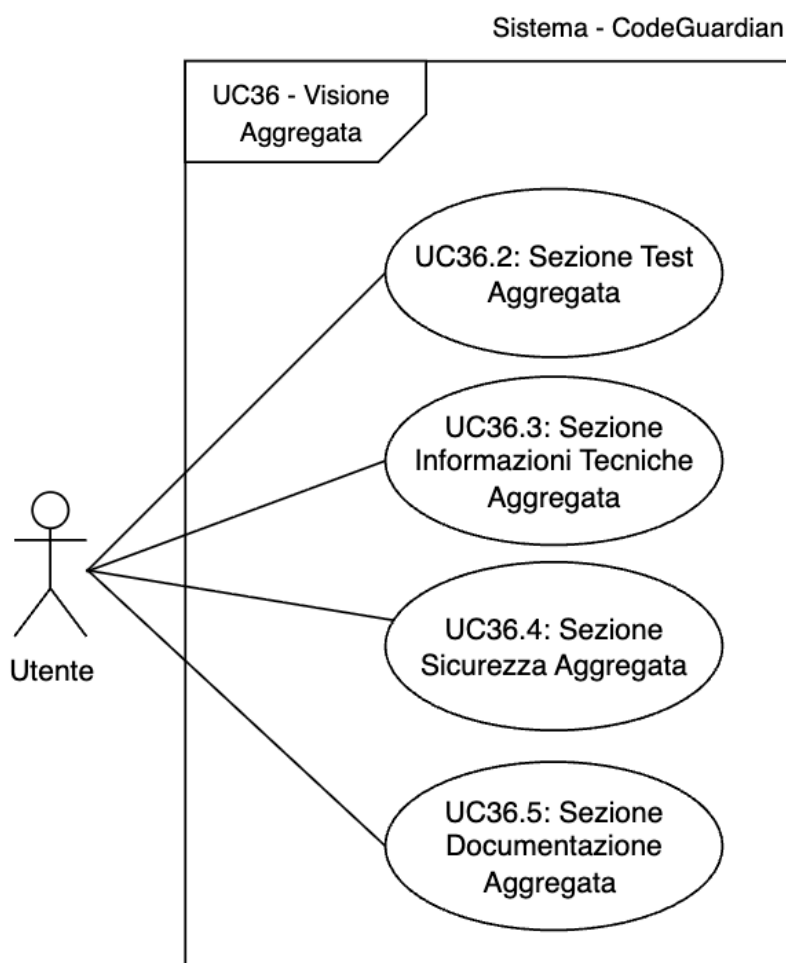 Sistema - CodeGuardian
UC36 - Visione
Aggregata
UC36.2: Sezione Test
Aggregata
UC36.3: Sezione
Informazioni Tecniche
Aggregata
UC36.4: Sezione
Sicurezza Aggregata
Utente
UC36.5: Sezione
Documentazione
Aggregata